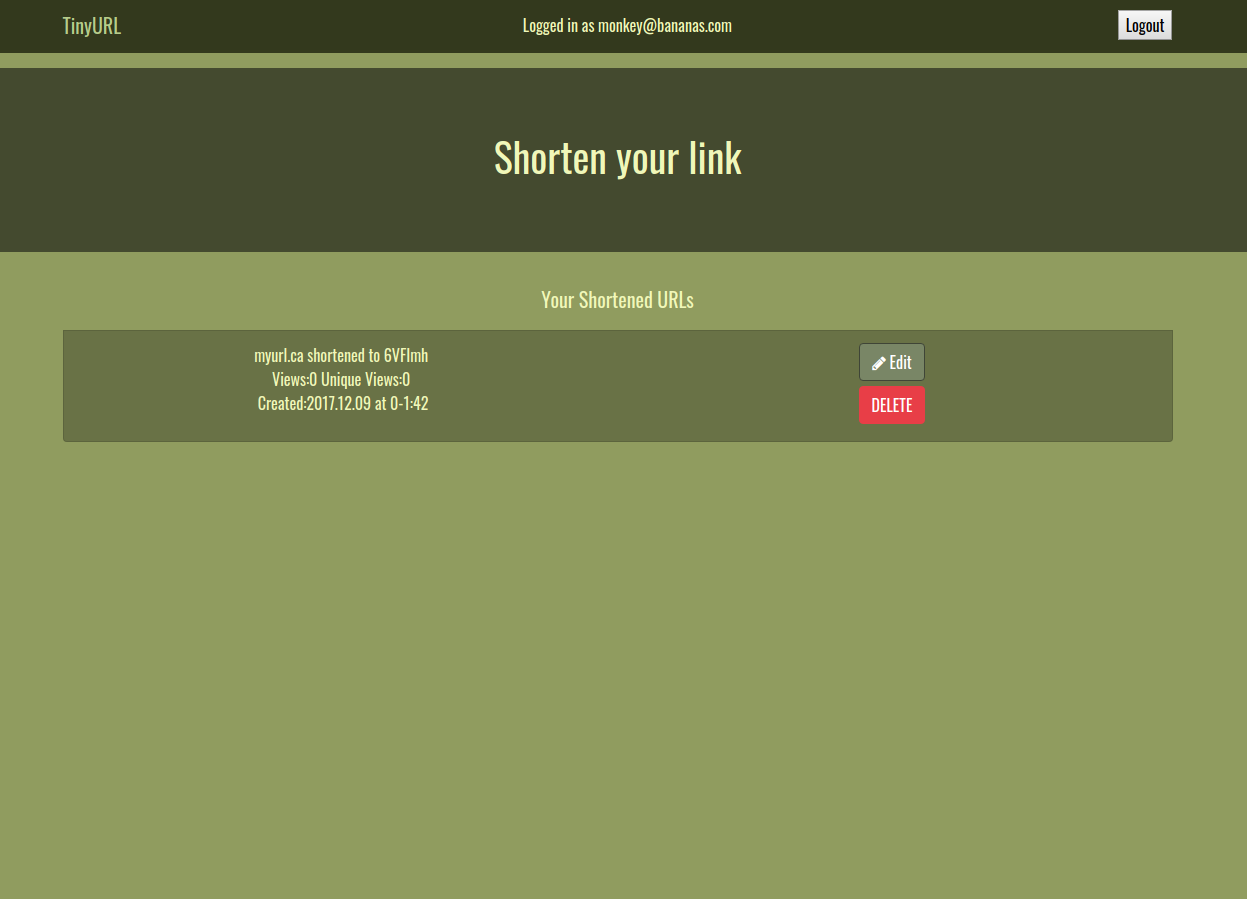 TinyURL
Logged in as monkey@bananas.com
Logout
Shorten your link
Your Shortened URLs
myurl.ca shortened to 6VFlmh
Views:0 Unique Views:0
Created:2017.12.09 at 0-1:42
Edit
DELETE